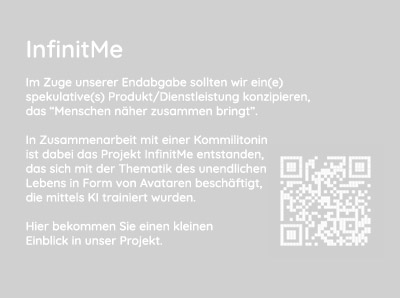 InfinitMe
Im Zuge unserer Endabgabe sollten wir ein(e)
spekulative(s) Produkt/Dienstleistung konzipieren,
das “Menschen näher zusammen bringt”.
In Zusammenarbeit mit einer Kommilitonin
ist dabei das Projekt InfinitMe entstanden,
das sich mit der Thematik des unendlichen
Lebens in Form von Avataren beschäftigt,
die mittels KI trainiert wurden.
Hier bekommen Sie einen kleinen
Einblick in unser Projekt.